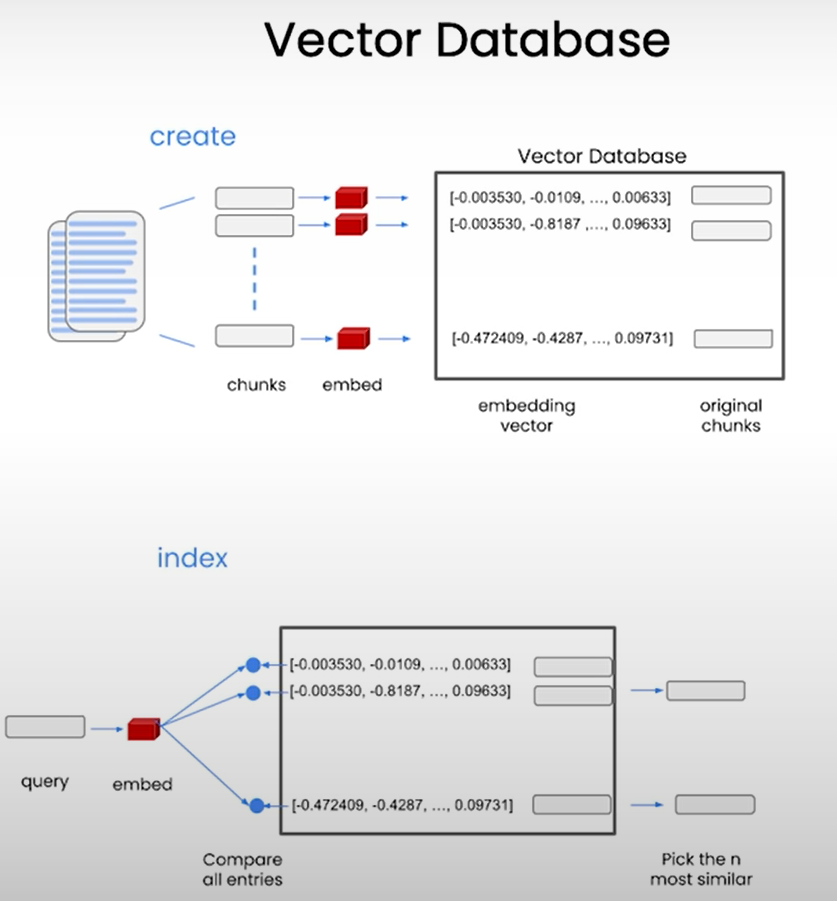 Vector Database
create
Vector Database
[-0.003530, -0.0109, ..., 0.00633]
[-0.003530, -0.8187 ,..., 0.09633]
[-0.472409, -0.4287, ..., 0.09731]
chunks
embed
embedding
vector
original
chunks
index
[-0.003530, -0.0109, ..., 0.00633]
[-0.003530, -0.8187, ..., 0.09633]
[-0.472409, -0.4287, ..., 0.09731]
query
embed
Compare
all entries
Pick the n
most similar